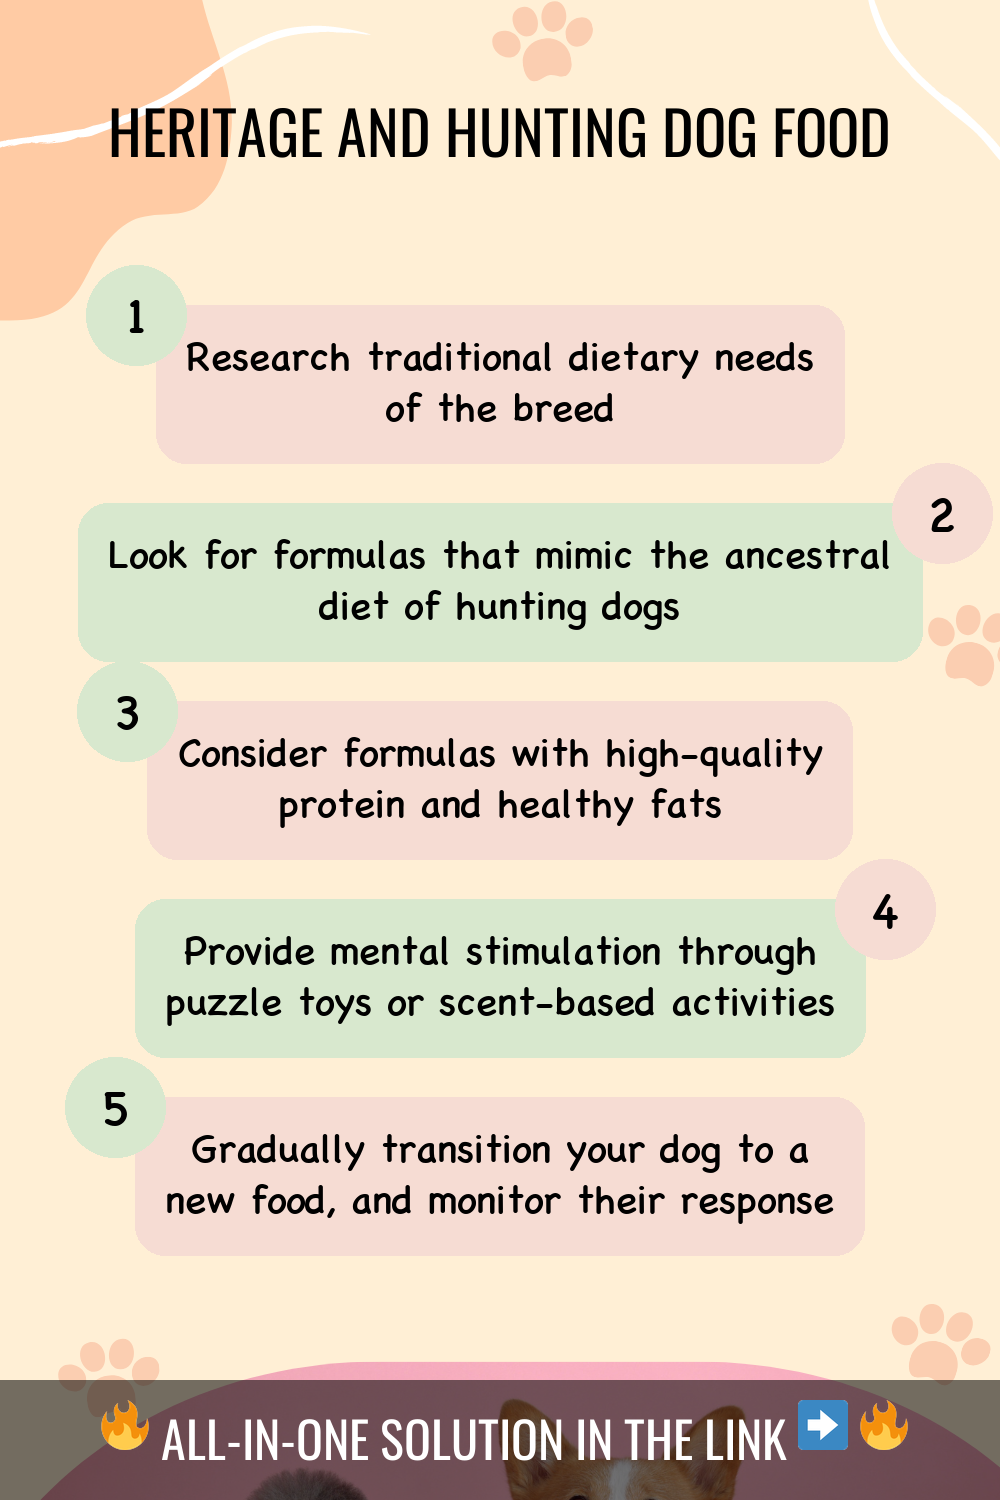 HERITAGE AND HUNTING DOG FOOD
1
Research traditional dietary needs
of the breed
2
Look for formulas that mimic the ancestral
diet of hunting dogs
3
Consider formulas with high-quality
protein and healthy fats
4
Provide mental stimulation through
puzzle toys or scent-based activities
5
Gradually transition your dog to a
new food, and monitor their response
🔥 ALL-IN-ONE SOLUTION IN THE LINK ➡️ 🔥